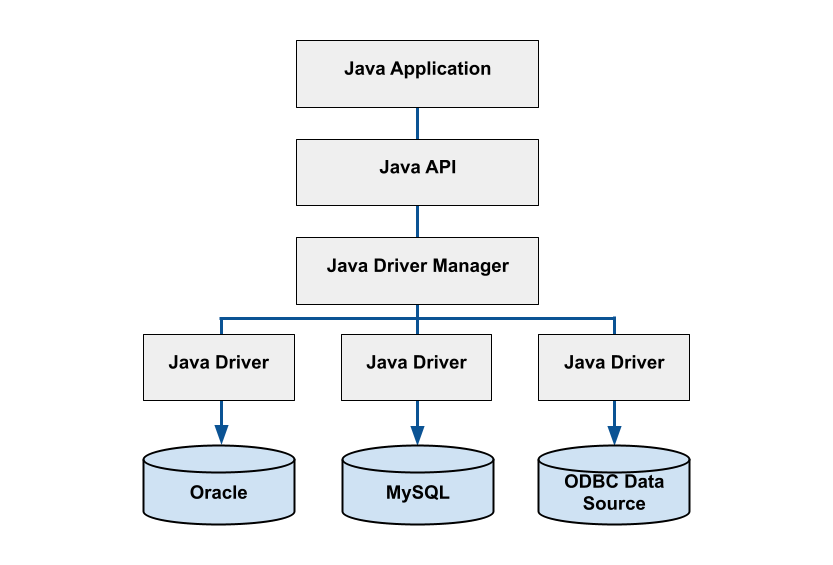 Java Application
Java API
Java Driver Manager
Java Driver
Java Driver
Java Driver
Oracle
MySQL
ODBC Data
Source